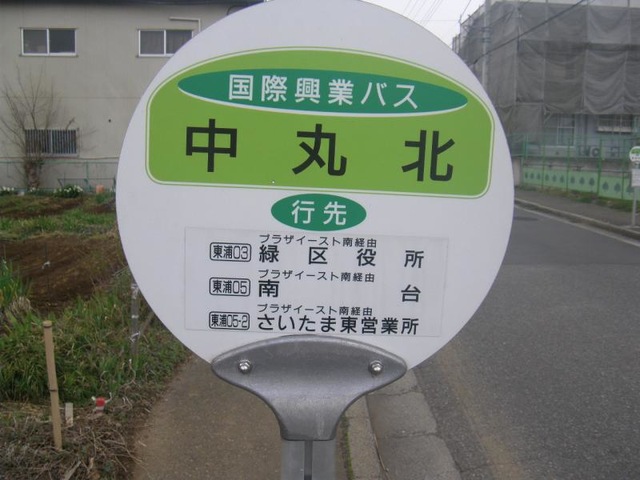 国際興業バス
中丸北
行先
プラザイースト南経由
東浦03 緑区役所
プラザイースト南経由
東浦05 南台
プラザイースト南経由
東浦05-2 さいたま東営業所